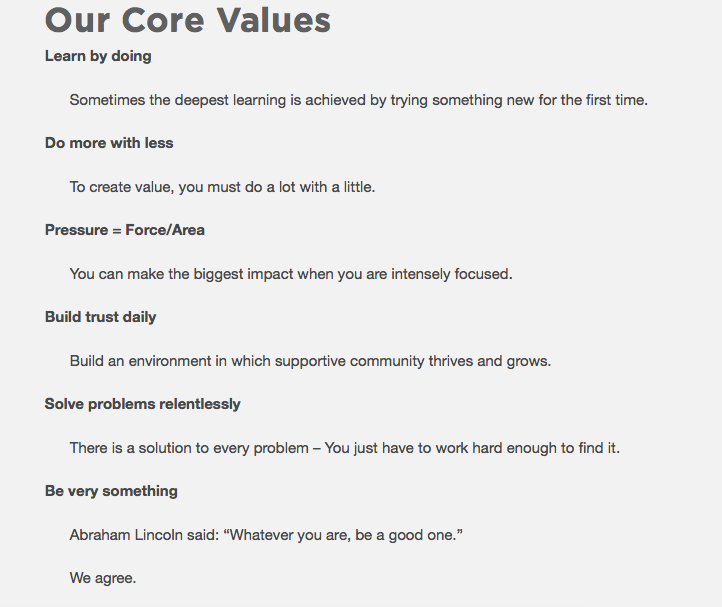 Our Core Values
Learn by doing
Sometimes the deepest learning is achieved by trying something new for the first time.
Do more with less
To create value, you must do a lot with a little.
Pressure = Force/Area
You can make the biggest impact when you are intensely focused.
Build trust daily
Build an environment in which supportive community thrives and grows.
Solve problems relentlessly
There is a solution to every problem – You just have to work hard enough to find it.
Be very something
Abraham Lincoln said: “Whatever you are, be a good one.”
We agree.